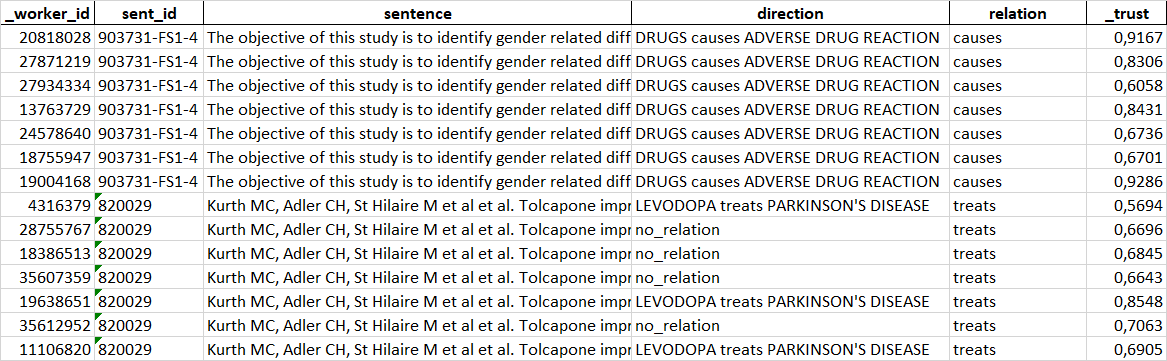 _worker_id sent_id sentence direction relation _trust
20818028 903731-FS1-4 The objective of this study is to identify gender related diff DRUGS causes ADVERSE DRUG REACTION causes 0,9167
27871219 903731-FS1-4 The objective of this study is to identify gender related diff DRUGS causes ADVERSE DRUG REACTION causes 0,8306
27934334 903731-FS1-4 The objective of this study is to identify gender related diff DRUGS causes ADVERSE DRUG REACTION causes 0,6058
13763729 903731-FS1-4 The objective of this study is to identify gender related diff DRUGS causes ADVERSE DRUG REACTION causes 0,8431
24578640 903731-FS1-4 The objective of this study is to identify gender related diff DRUGS causes ADVERSE DRUG REACTION causes 0,6736
18755947 903731-FS1-4 The objective of this study is to identify gender related diff DRUGS causes ADVERSE DRUG REACTION causes 0,6701
19004168 903731-FS1-4 The objective of this study is to identify gender related diff DRUGS causes ADVERSE DRUG REACTION causes 0,9286
4316379 820029 Kurth MC, Adler CH, St Hilaire M et al et al. Tolcapone impr LEVODOPA treats PARKINSON'S DISEASE treats 0,5694
28755767 820029 Kurth MC, Adler CH, St Hilaire M et al et al. Tolcapone impr no_relation treats 0,6696
18386513 820029 Kurth MC, Adler CH, St Hilaire M et al et al. Tolcapone impr no_relation treats 0,6845
35607359 820029 Kurth MC, Adler CH, St Hilaire M et al et al. Tolcapone impr no_relation treats 0,6643
19638651 820029 Kurth MC, Adler CH, St Hilaire M et al et al. Tolcapone impr LEVODOPA treats PARKINSON'S DISEASE treats 0,8548
35612952 820029 Kurth MC, Adler CH, St Hilaire M et al et al. Tolcapone impr no_relation treats 0,7063
11106820 820029 Kurth MC, Adler CH, St Hilaire M et al et al. Tolcapone impr LEVODOPA treats PARKINSON'S DISEASE treats 0,6905